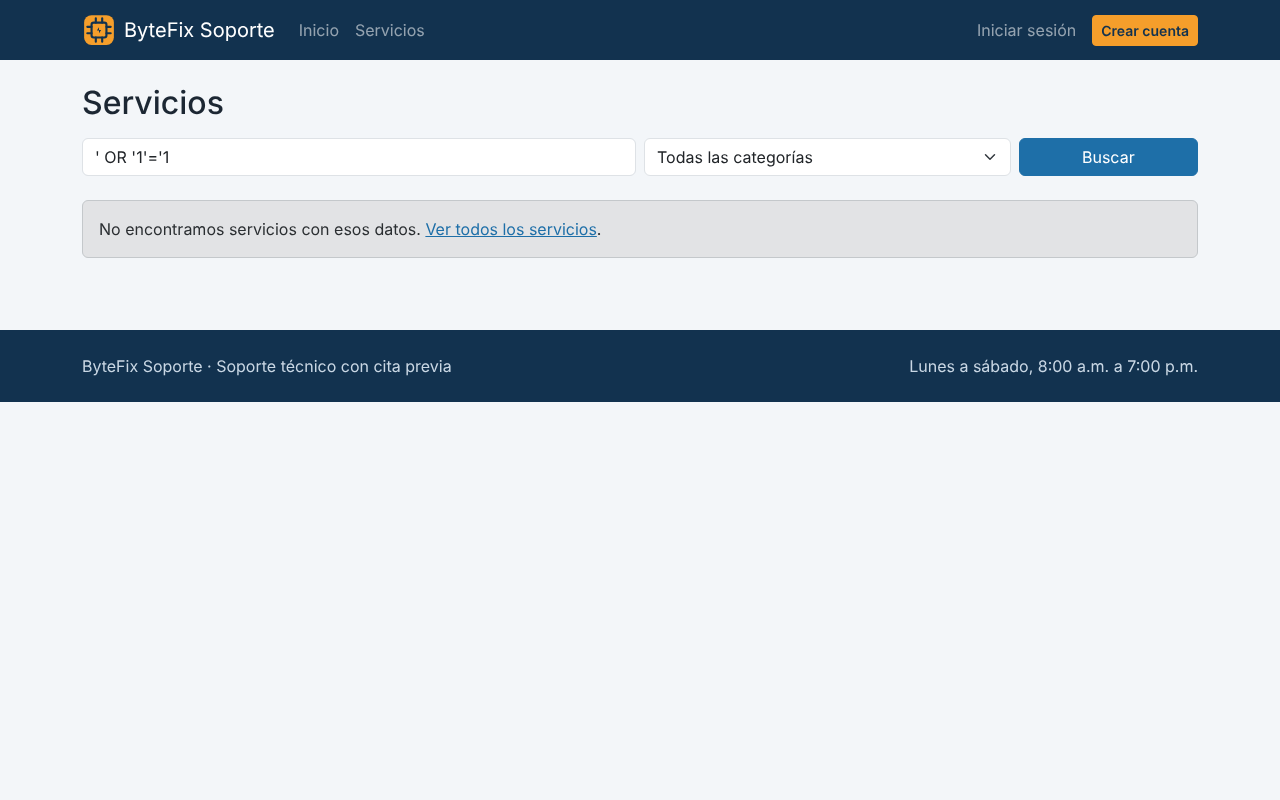 ByteFix Soporte Inicio Servicios Iniciar sesión Crear cuenta
Servicios
' OR '1'='1 Todas las categorías Buscar
No encontramos servicios con esos datos. Ver todos los servicios.
ByteFix Soporte · Soporte técnico con cita previa Lunes a sábado, 8:00 a.m. a 7:00 p.m.